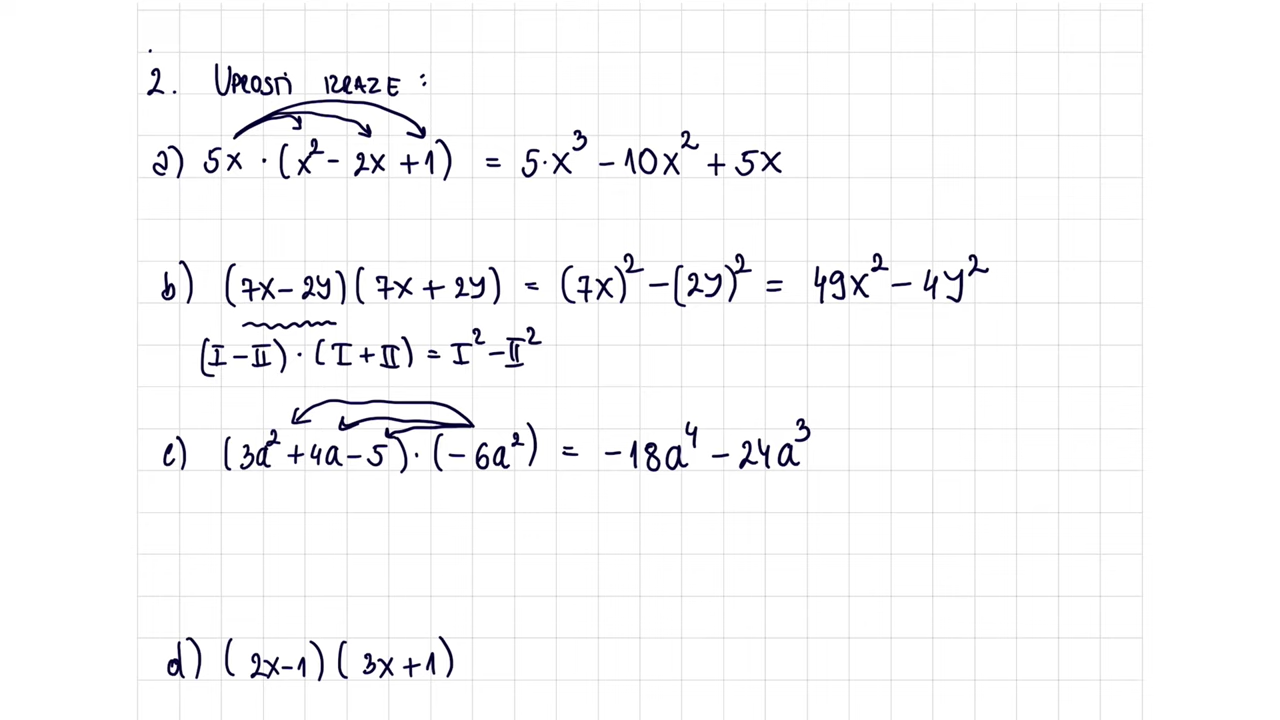 2. UPROSTI IZRAZE :
a) 5x · (x² - 2x + 1) = 5·x³ - 10x² + 5x
b) (7x - 2y)(7x + 2y) = (7x)² - (2y)² = 49x² - 4y²
(I - II) · (I + II) = I² - II²
c) (3a² + 4a - 5) · (-6a²) = -18a⁴ - 24a³
d) (2x-1)(3x+1)